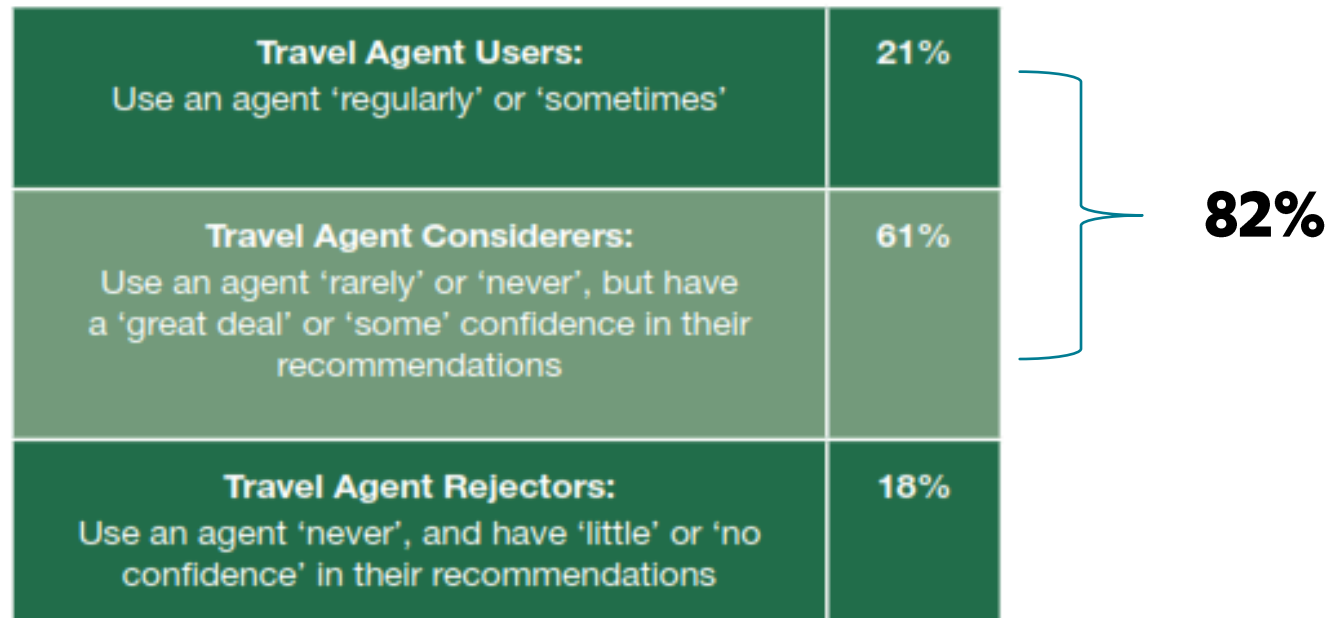 Travel Agent Users:
21%
Use an agent ‘regularly’ or ‘sometimes’
82%
Travel Agent Considerers:
61%
Use an agent ‘rarely’ or ‘never’, but have
a ‘great deal’ or ‘some’ confidence in their
recommendations
Travel Agent Rejectors:
18%
Use an agent ‘never’, and have ‘little’ or ‘no
confidence’ in their recommendations